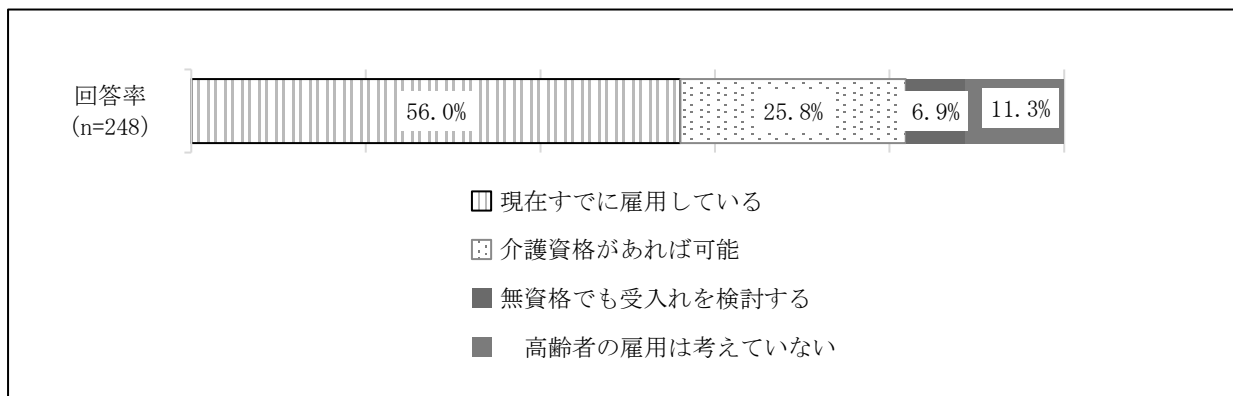 回答率
(n=248)
56.0%
25.8%
6.9%
11.3%
現在すでに雇用している
介護資格があれば可能
無資格でも受入れを検討する
高齢者の雇用は考えていない